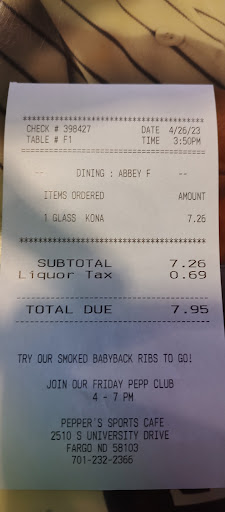 ****************************************
CHECK # 398427 DATE 4/26/23
TABLE # F1 TIME 3:50PM
========================================
-- DINING : ABBEY F --
ITEMS ORDERED AMOUNT
1 GLASS KONA 7.26
****************************************
SUBTOTAL 7.26
Liquor Tax 0.69
----------------------------------------
TOTAL DUE 7.95
----------------------------------------
TRY OUR SMOKED BABYBACK RIBS TO GO!
JOIN OUR FRIDAY PEPP CLUB
4 - 7 PM
PEPPER'S SPORTS CAFE
2510 S UNIVERSITY DRIVE
FARGO ND 58103
701-232-2366